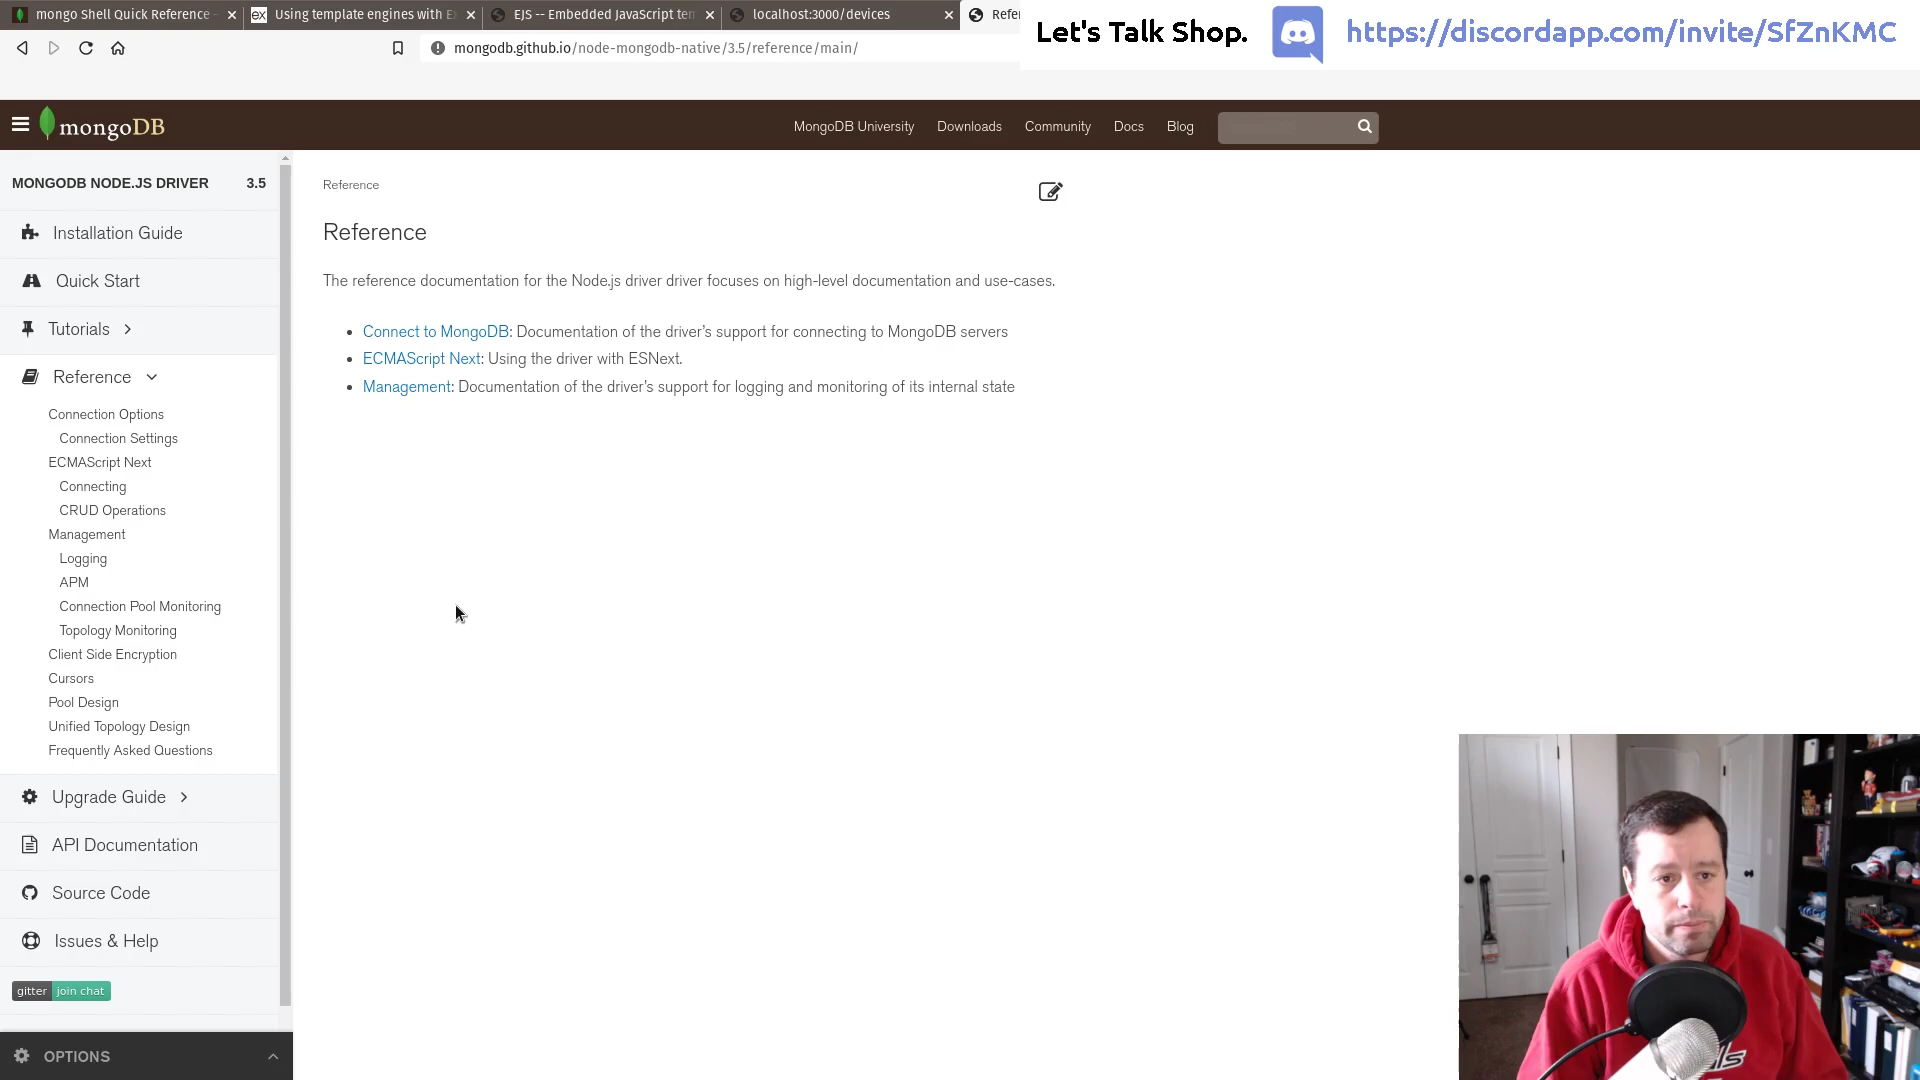 mongo Shell Quick Reference -
Using template engines with E
EJS -- Embedded JavaScript tem
localhost:3000/devices
Refe
mongodb.github.io/node-mongodb-native/3.5/reference/main/
Let's Talk Shop.
https://discordapp.com/invite/SfZnKMC
mongoDB
MongoDB University
Downloads
Community
Docs
Blog
MONGODB NODE.JS DRIVER 3.5
Installation Guide
Quick Start
Tutorials
Reference
Connection Options
Connection Settings
ECMAScript Next
Connecting
CRUD Operations
Management
Logging
APM
Connection Pool Monitoring
Topology Monitoring
Client Side Encryption
Cursors
Pool Design
Unified Topology Design
Frequently Asked Questions
Upgrade Guide
API Documentation
Source Code
Issues & Help
gitter join chat
OPTIONS
Reference
Reference
The reference documentation for the Node.js driver driver focuses on high-level documentation and use-cases.
Connect to MongoDB: Documentation of the driver's support for connecting to MongoDB servers
ECMAScript Next: Using the driver with ESNext.
Management: Documentation of the driver's support for logging and monitoring of its internal state